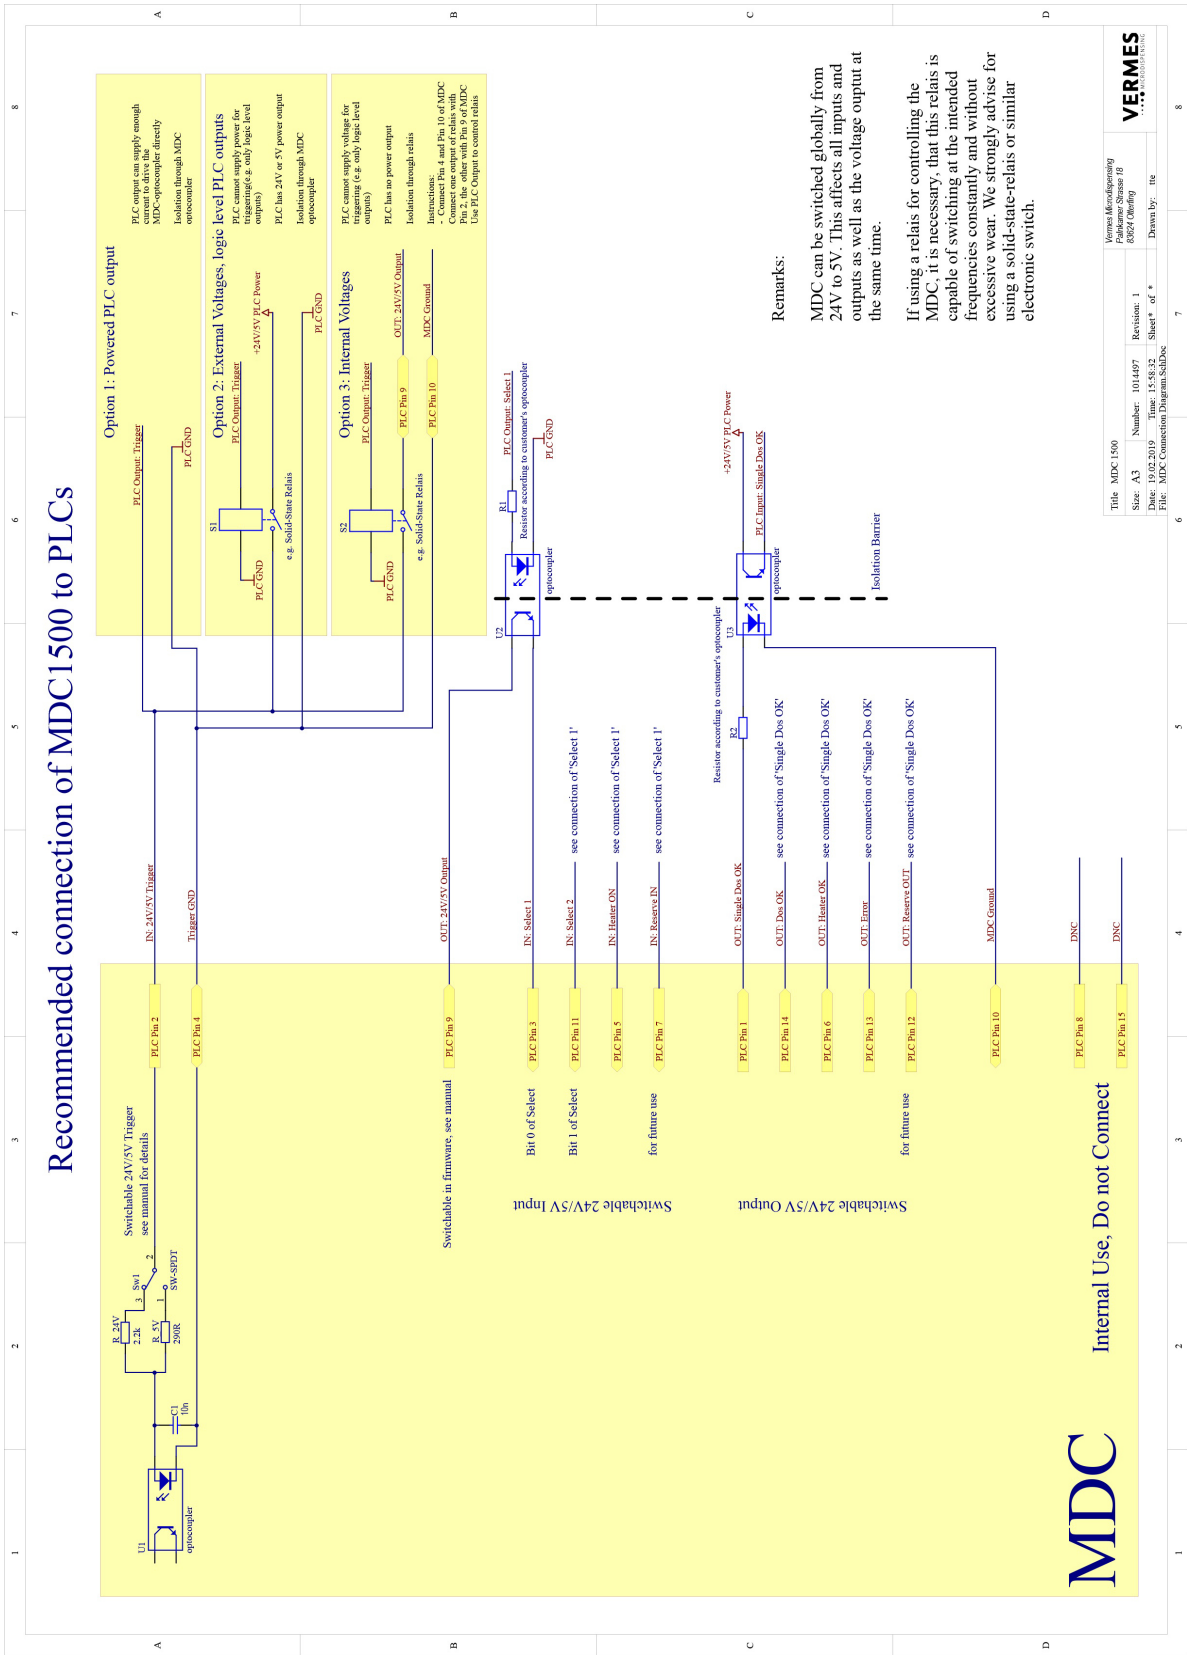 Recommended connection of MDC1500 to PLCs
1
2
3
4
5
6
7
8
A
B
C
D
U1
optocoupler
C1
10n
R_24V
2.2k
R_5V
290R
Sw1
3
1
2
SW-SPDT
Switchable 24V/5V Trigger
see manual for details
PLC Pin 2
IN: 24V/5V Trigger
PLC Pin 4
Trigger GND
Option 1: Powered PLC output
PLC Output: Trigger
PLC GND
PLC output can supply enough
current to drive the
MDC-optocoupler directly
Isolation through MDC
optocoupler
Option 2: External Voltages, logic level PLC outputs
PLC Output: Trigger
S1
PLC GND
e.g. Solid-State Relais
+24V/5V PLC Power
PLC GND
PLC cannot supply power for
triggering(e.g. only logic level
outputs)
PLC has 24V or 5V power output
Isolation through MDC
optocoupler
Option 3: Internal Voltages
PLC Output: Trigger
S2
PLC GND
e.g. Solid-State Relais
PLC Pin 9
OUT: 24V/5V Output
PLC Pin 10
MDC Ground
PLC cannot supply voltage for
triggering (e.g. only logic level
outputs)
PLC has no power output
Isolation through relais
Instructions:
- Connect Pin 4 and Pin 10 of MDC
Connect one output of relais with
Pin 2, the other with Pin 9 of MDC
Use PLC Output to control relais
Switchable in firmware, see manual
PLC Pin 9
OUT: 24V/5V Output
U2
optocoupler
R1
PLC Output: Select 1
Resistor according to customer's optocoupler
PLC GND
Switchable 24V/5V Input
Bit 0 of Select
PLC Pin 3
IN: Select 1
Bit 1 of Select
PLC Pin 11
IN: Select 2
see connection of 'Select 1'
PLC Pin 5
IN: Heater ON
see connection of 'Select 1'
for future use
PLC Pin 7
IN: Reserve IN
see connection of 'Select 1'
Switchable 24V/5V Output
PLC Pin 1
OUT: Single Dos OK
Resistor according to customer's optocoupler
R2
U3
optocoupler
+24V/5V PLC Power
PLC Input: Single Dos OK
Isolation Barrier
PLC Pin 14
OUT: Dos OK
see connection of 'Single Dos OK'
PLC Pin 6
OUT: Heater OK
see connection of 'Single Dos OK'
PLC Pin 13
OUT: Error
see connection of 'Single Dos OK'
for future use
PLC Pin 12
OUT: Reserve OUT
see connection of 'Single Dos OK'
PLC Pin 10
MDC Ground
PLC Pin 8
DNC
PLC Pin 15
DNC
Internal Use, Do not Connect
MDC
Remarks:
MDC can be switched globally from
24V to 5V. This affects all inputs and
outputs as well as the voltage ouptut at
the same time.
If using a relais for controlling the
MDC, it is necessary, that this relais is
capable of switching at the intended
frequencies constantly and without
excessive wear. We strongly advise for
using a solid-state-relais or similar
electronic switch.
Title MDC 1500
Size: A3 Number: 1014497 Revision: 1
Date: 19.02.2019 Time: 15:58:32 Sheet* of *
File: MDC Connection Diagram.SchDoc
Vermes Microdispensing
Palnkamer Strasse 18
83624 Otterfing
Drawn by: tte
VERMES
MICRODISPENSING
1
2
3
4
5
6
7
8
A
B
C
D